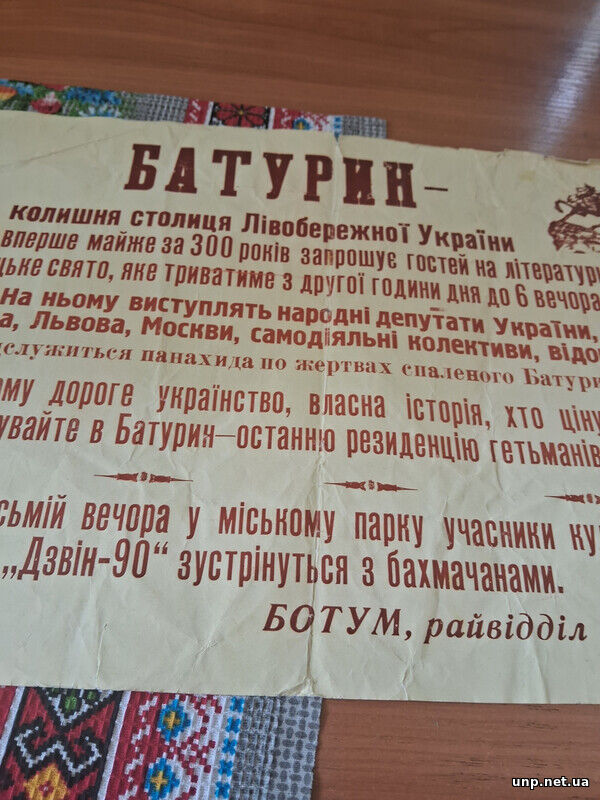 БАТУРИН–
колишня столиця Лівобережної України
вперше майже за 300 років запрошує гостей на літератур
цьке свято, яке триватиме з другої години дня до 6 вечора
На ньому виступлять народні депутати України,
а, Львова, Москви, самодіяльні колективи, відо
дслужиться панахида по жертвах спаленого Батури
ому дороге українство, власна історія, хто ціну
увайте в Батурин—останню резиденцію гетьманів
сьмій вечора у міському парку учасники ку
„Дзвін-90“ зустрінуться з бахмачанами.
БОТУМ, райвідділ
unp.net.ua